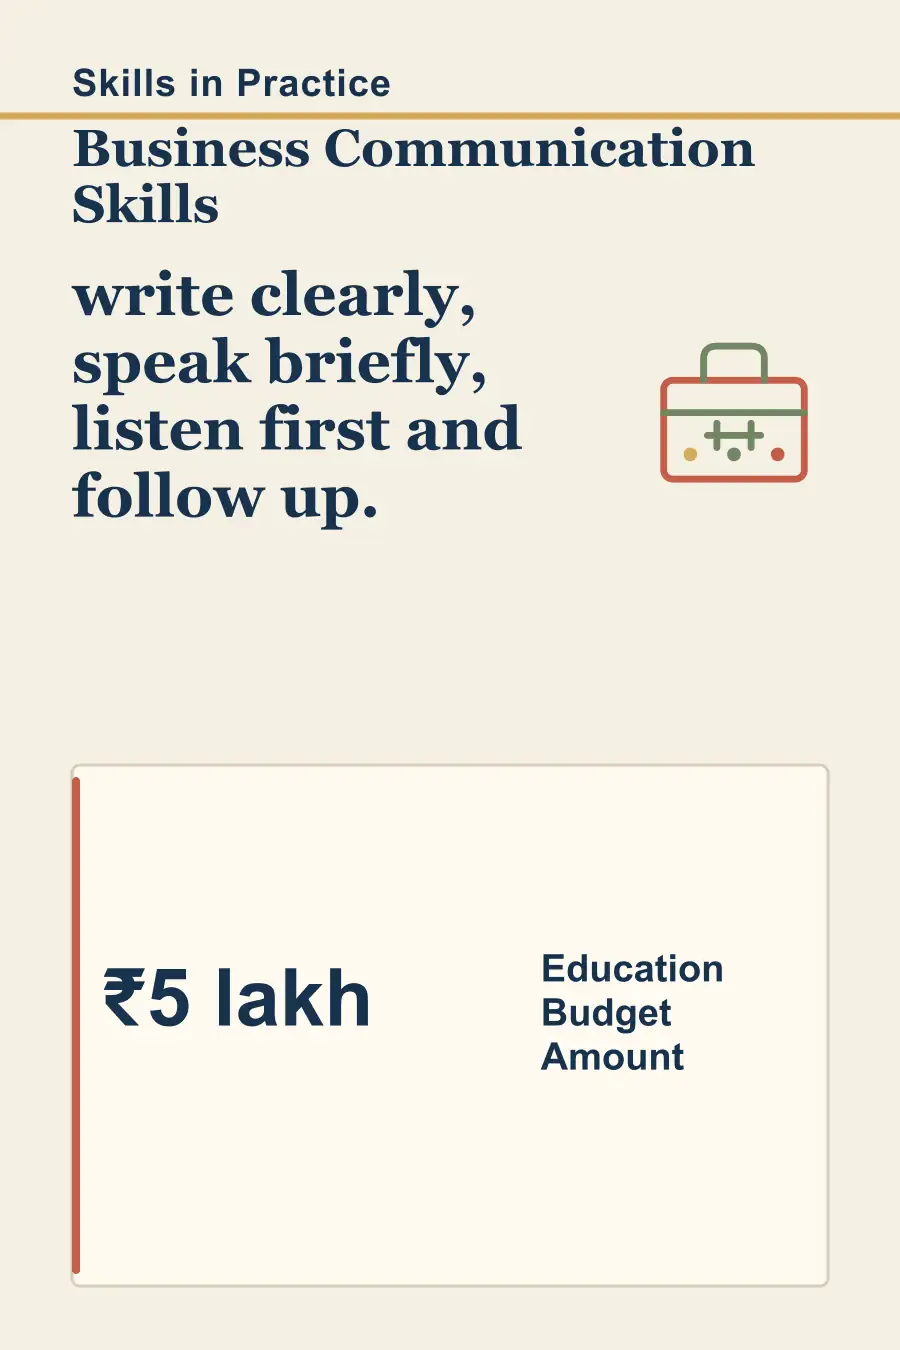 Skills in Practice
Business Communication
Skills
write clearly,
speak briefly,
listen first and
follow up.
₹5 lakh
Education
Budget
Amount